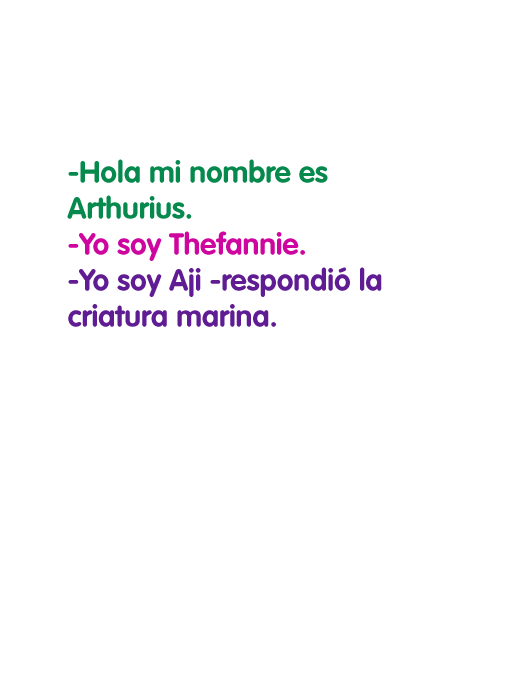 -Hola mi nombre es
Arthurius.
-Yo soy Thefannie.
-Yo soy Aji -respondió la
criatura marina.